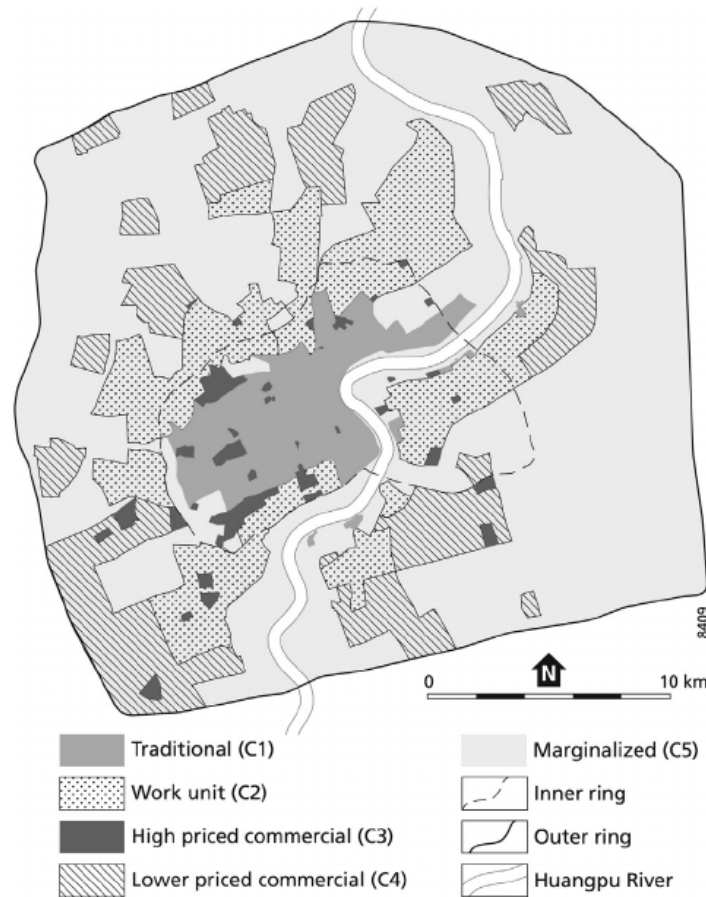 8409
N
0 10 km
Traditional (C1)
Work unit (C2)
High priced commercial (C3)
Lower priced commercial (C4)
Marginalized (C5)
Inner ring
Outer ring
Huangpu River